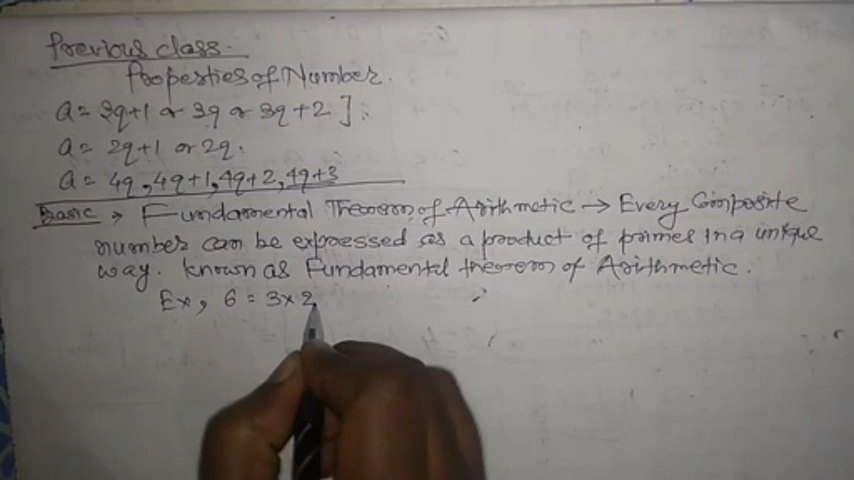 Previous class.
Properties of Number.
a = 3q+1 or 3q or 3q+2].
a = 2q+1 or 2q.
a = 4q, 4q+1, 4q+2, 4q+3
Basic → Fundamental Theorem of Arithmetic → Every Composite
number can be expressed as a product of primes in a unique
way. known as Fundamental theorem of Arithmetic.
Ex, 6 = 3×2